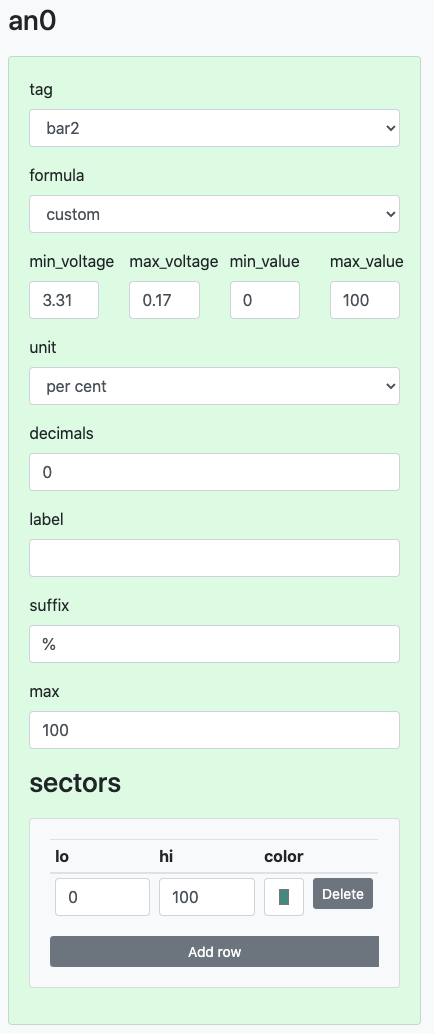 an0
tag
bar2
formula
custom
min_voltage max_voltage min_value max_value
3.31 0.17 0 100
unit
per cent
decimals
0
label
suffix
%
max
100
sectors
lo hi color
0 100 Delete
Add row